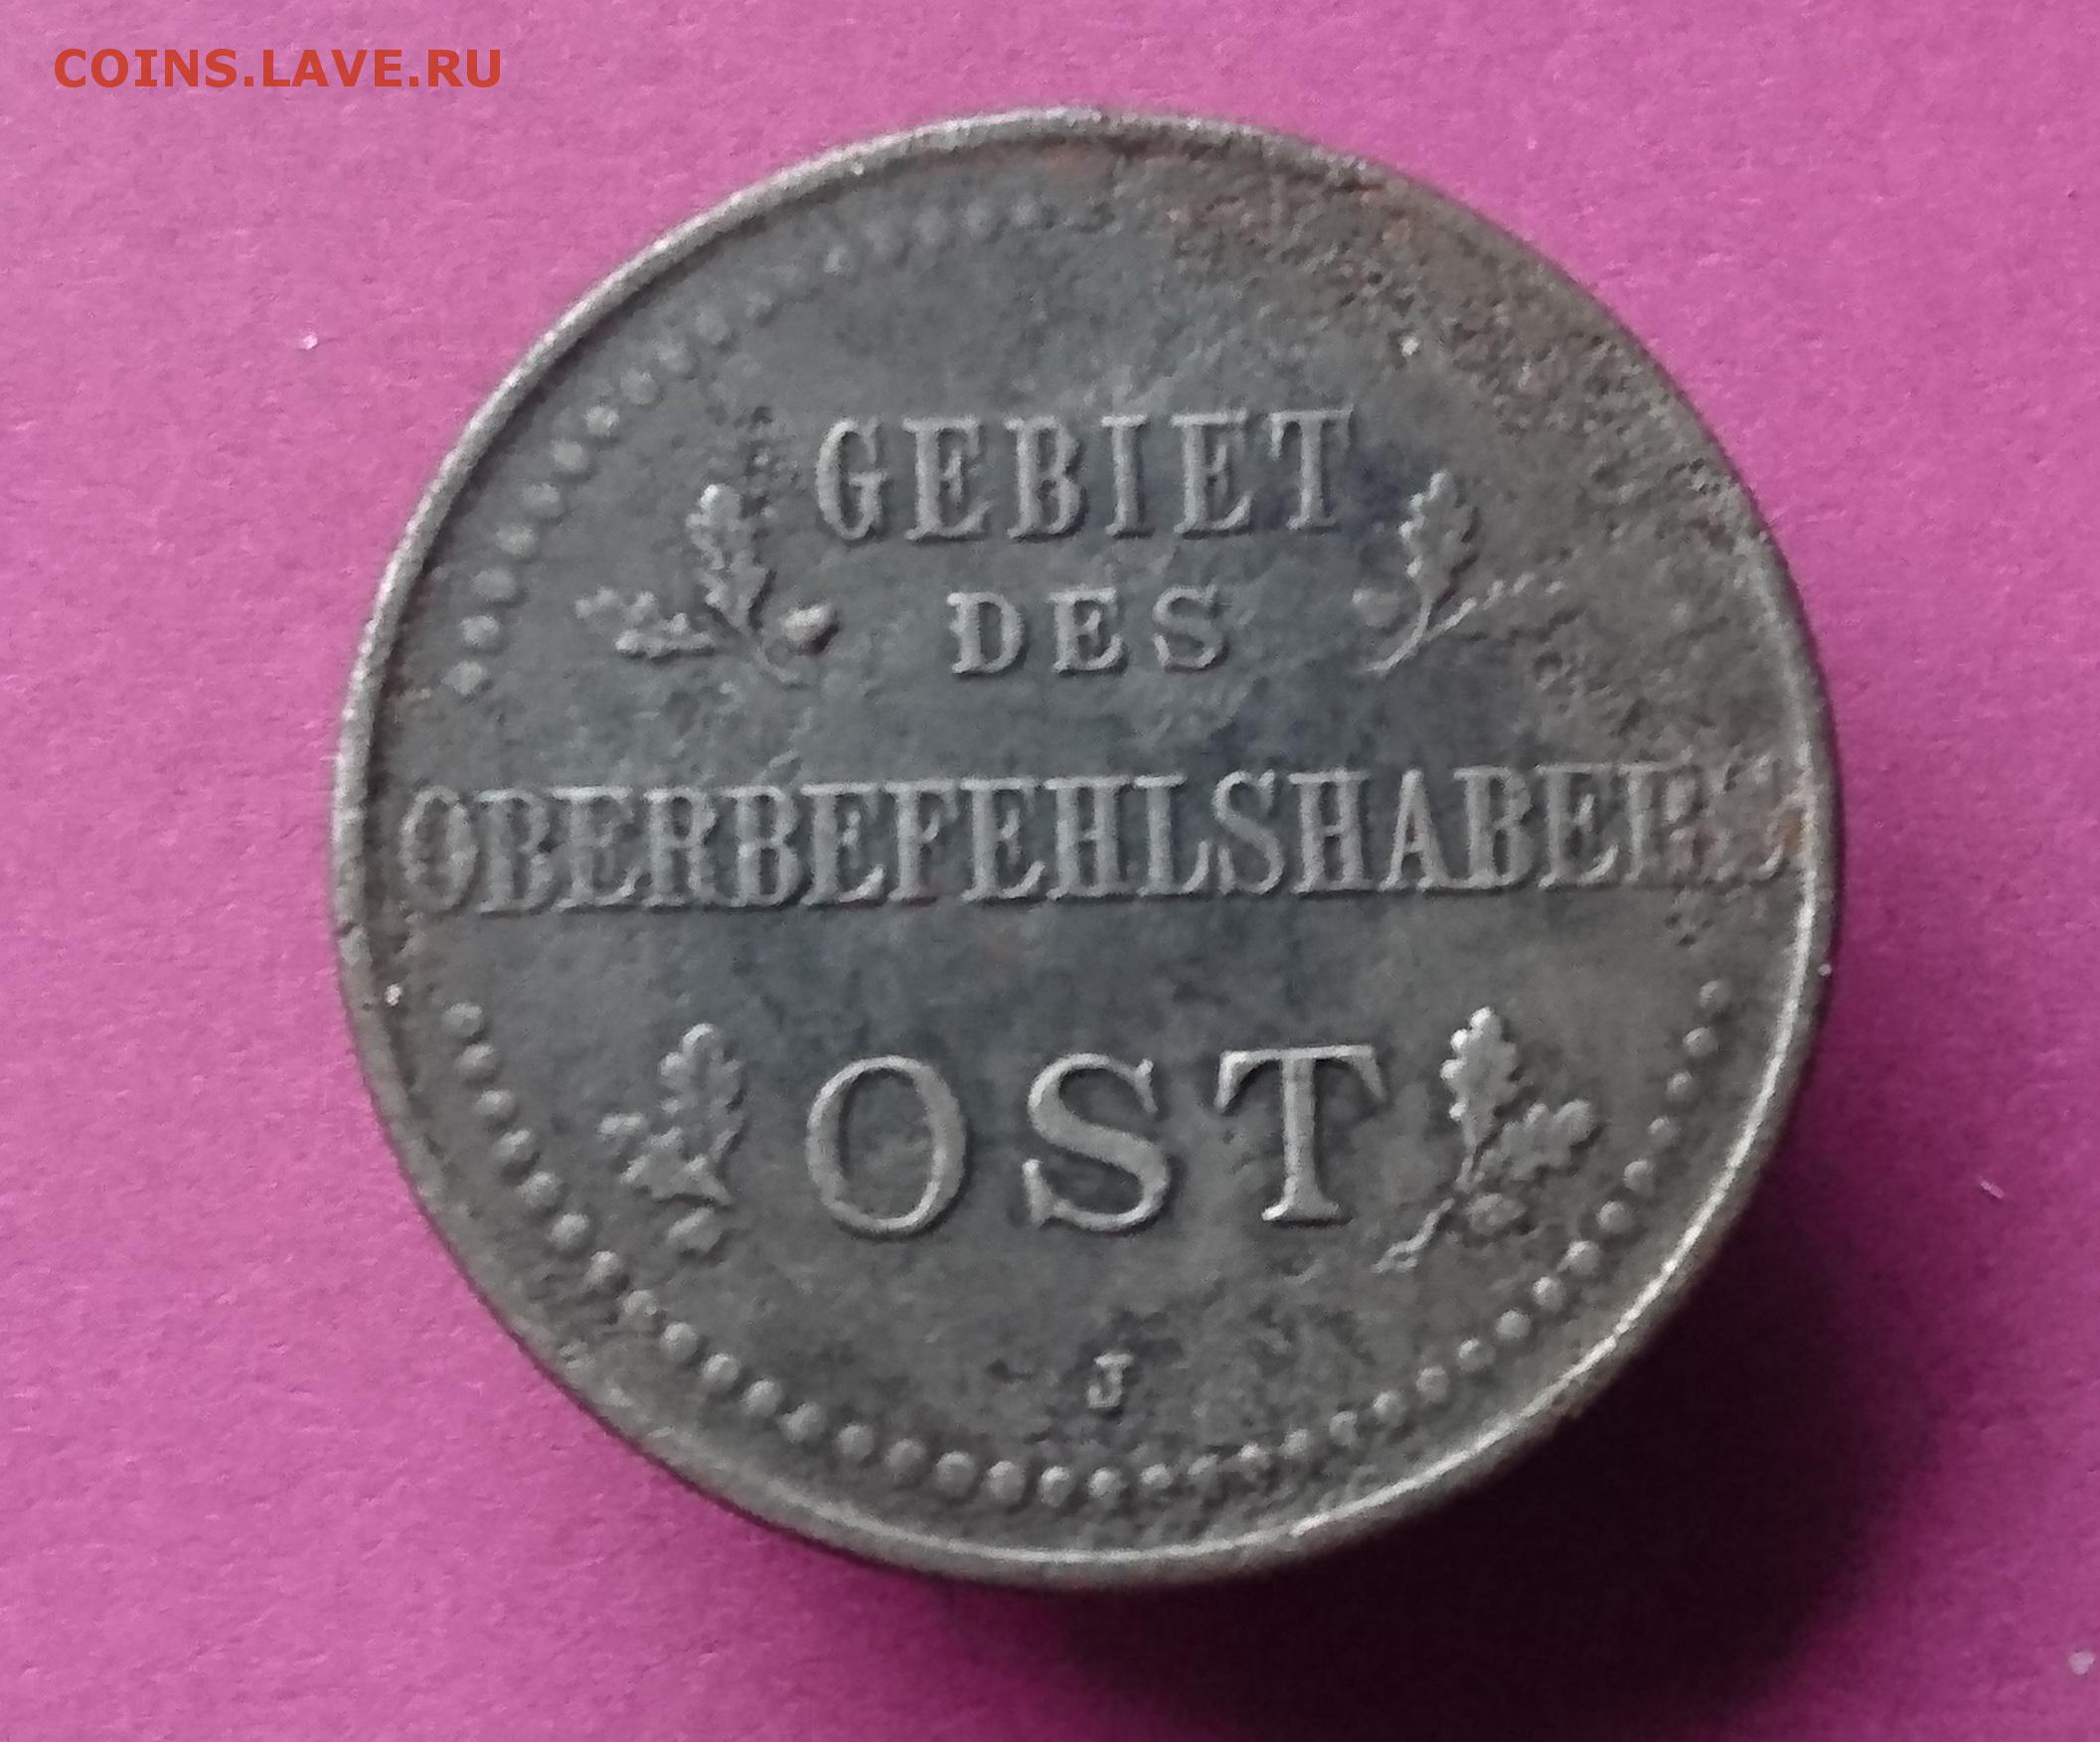 COINS.LAVE.RU
GEBIET
DES
OBERBEFEHLSHABERS
OST
J